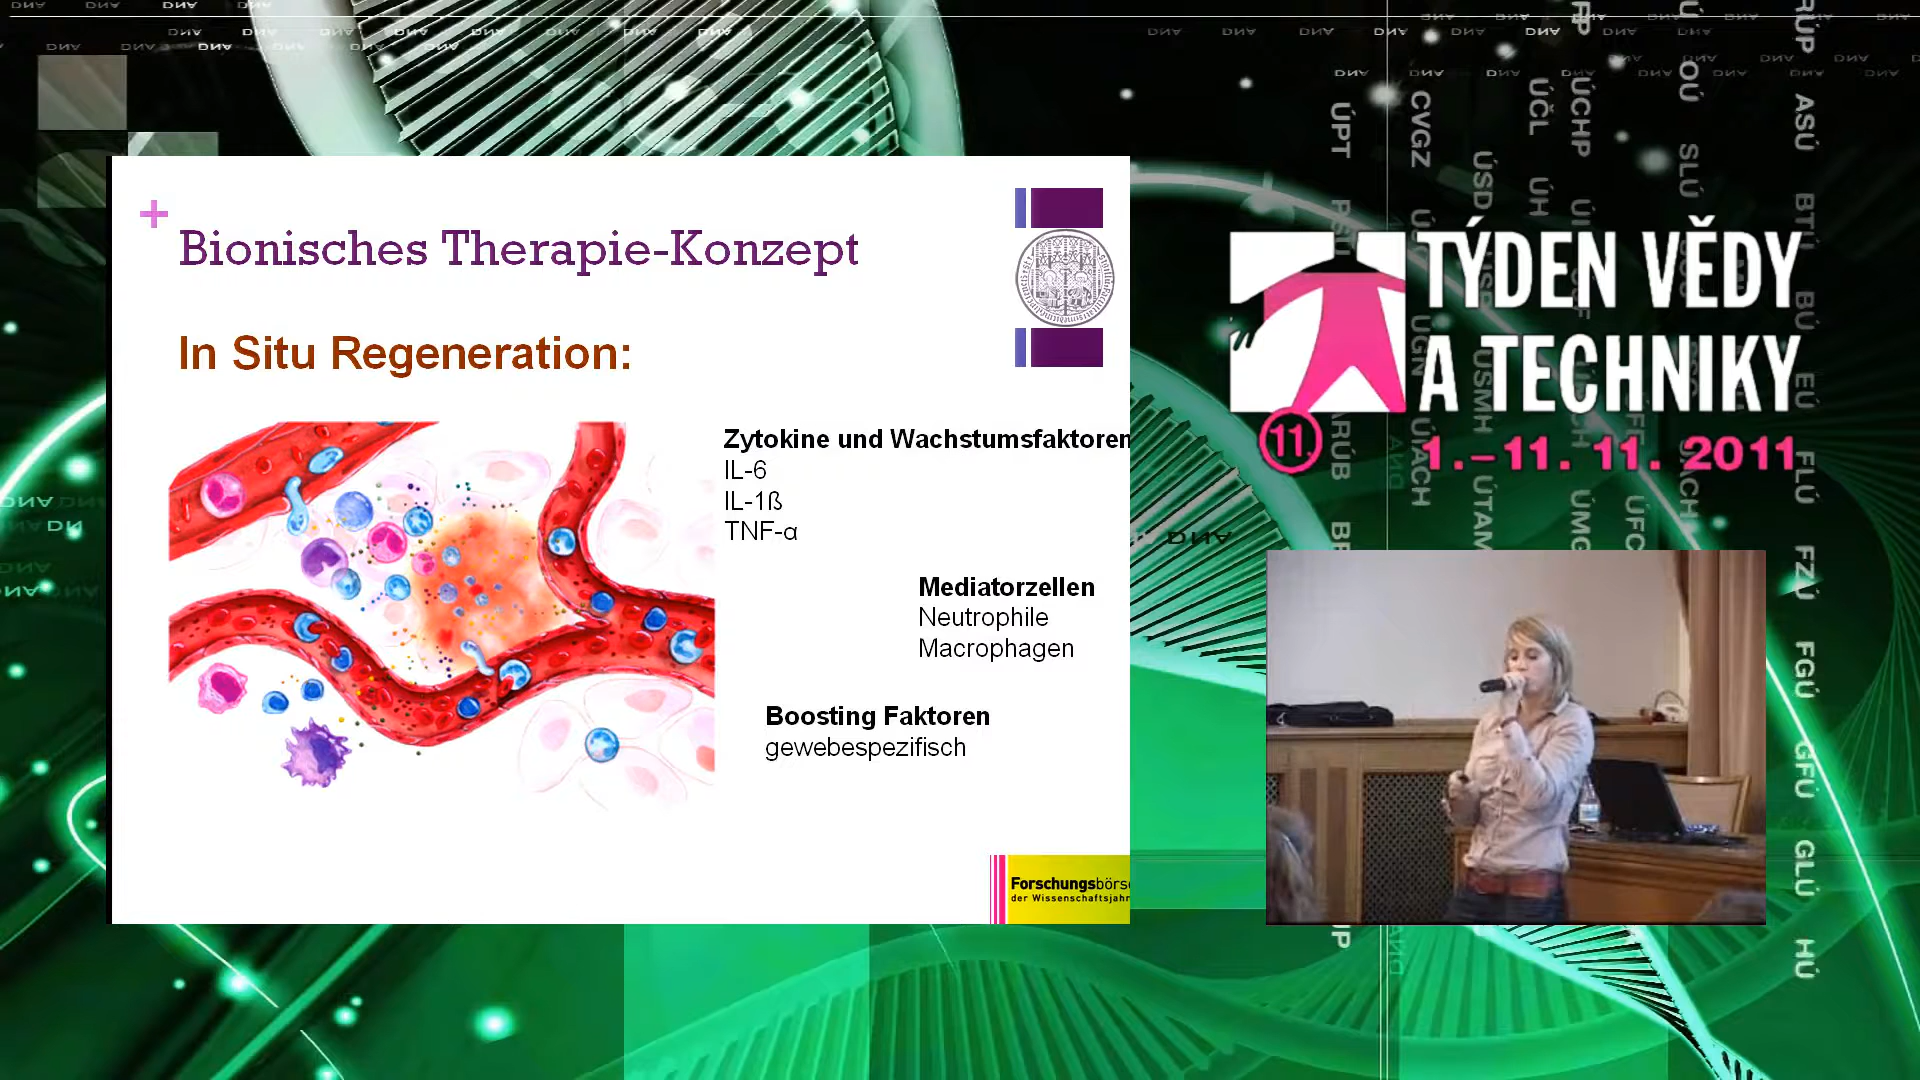 Bionisches Therapie-Konzept
In Situ Regeneration:
Zytokine und Wachstumsfaktoren
IL-6
IL-1ß
TNF-α
Mediatorzellen
Neutrophile
Macrophagen
Boosting Faktoren
gewebespezifisch
Forschungsbörse
der Wissenschaftsjahr
TÝDEN VĚDY
A TECHNIKY
11.
1.–11. 11. 2011